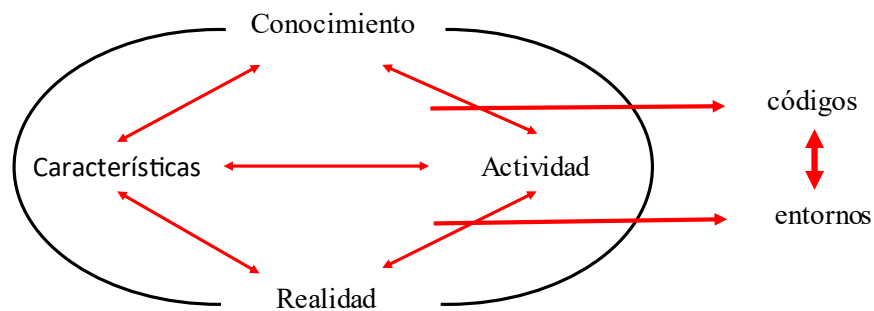 Conocimiento
códigos
Características
Actividad
entornos
Realidad